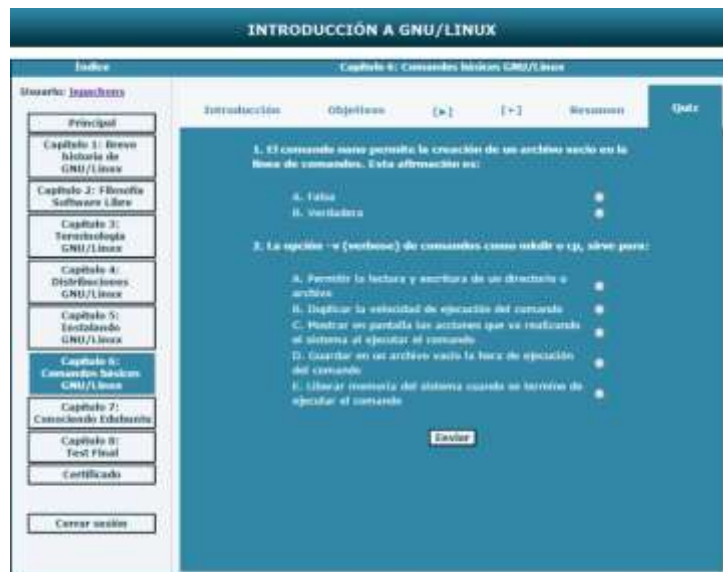 INTRODUCCIÓN A GNU/LINUX
Índice
Capítulo 6: Comandos básicos GNU/Linux
Usuario:
Introducción
Objetivos
[►]
[+]
Resumen
Quiz
Principal
Capítulo 1: Breve
historia de
GNU/Linux
Capítulo 2: Filosofía
Software Libre
Capítulo 3:
Terminología
GNU/Linux
Capítulo 4:
Distribuciones
GNU/Linux
Capítulo 5:
Instalando
GNU/Linux
Capítulo 6:
Comandos básicos
GNU/Linux
Capítulo 7:
Conociendo Edubuntu
Capítulo 8:
Test Final
Certificado
Cerrar sesión
1. El comando nano permite la creación de un archivo vacío en la
línea de comandos. Esta afirmación es:
A. Falsa
B. Verdadera
2. La opción -v (verbose) de comandos como mkdir o cp, sirve para:
A. Permitir la lectura y escritura de un directorio o
archivo
B. Duplicar la velocidad de ejecución del comando
C. Mostrar en pantalla las acciones que va realizando
el sistema al ejecutar el comando
D. Guardar en un archivo vacío la hora de ejecución
del comando
E. Liberar memoria del sistema cuando se termine de
ejecutar el comando
Enviar